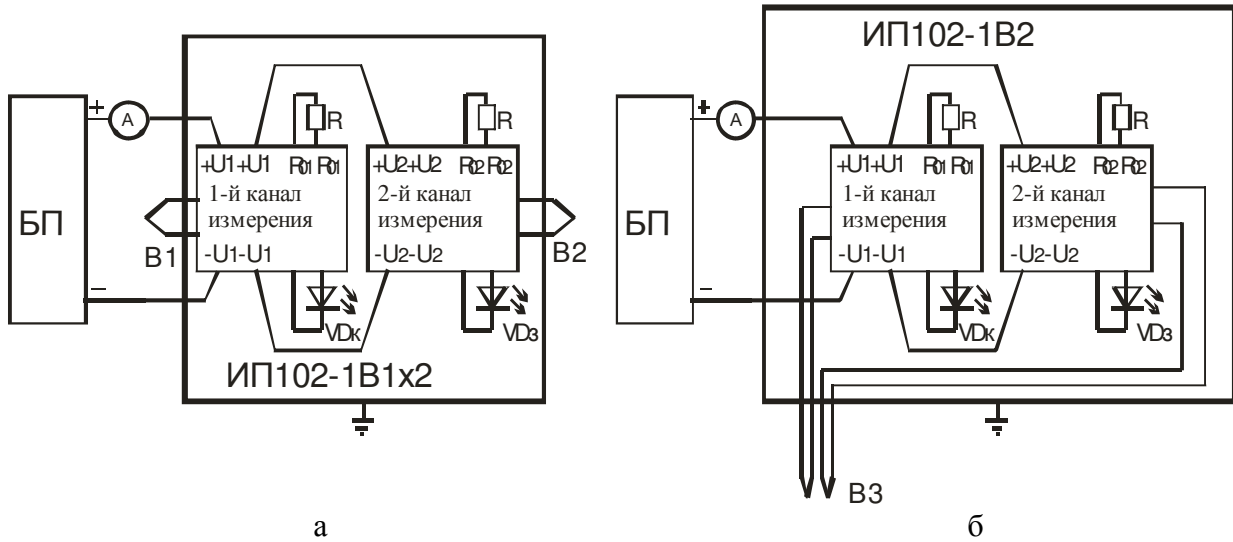 ИП102-1В2
+
A
R
R
+U1+U1
R01 R01
+U2+U2
R02 R02
1-й канал
измерения
2-й канал
измерения
БП
В1
В2
-U1-U1
-U2-U2
−
VDк
VDз
ИП102-1В1х2
+
A
R
R
+U1+U1
R01 R01
+U2+U2
R02 R02
1-й канал
измерения
2-й канал
измерения
БП
-U1-U1
-U2-U2
−
VDк
VDз
В3
а
б